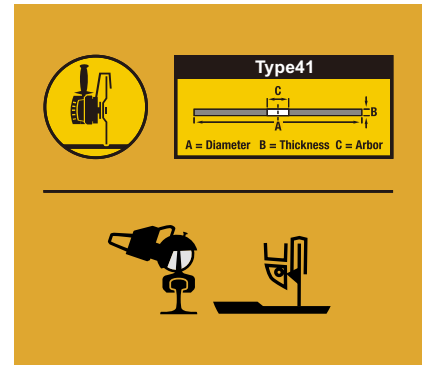 Type41
C
B
A
A = Diameter B = Thickness C = Arbor